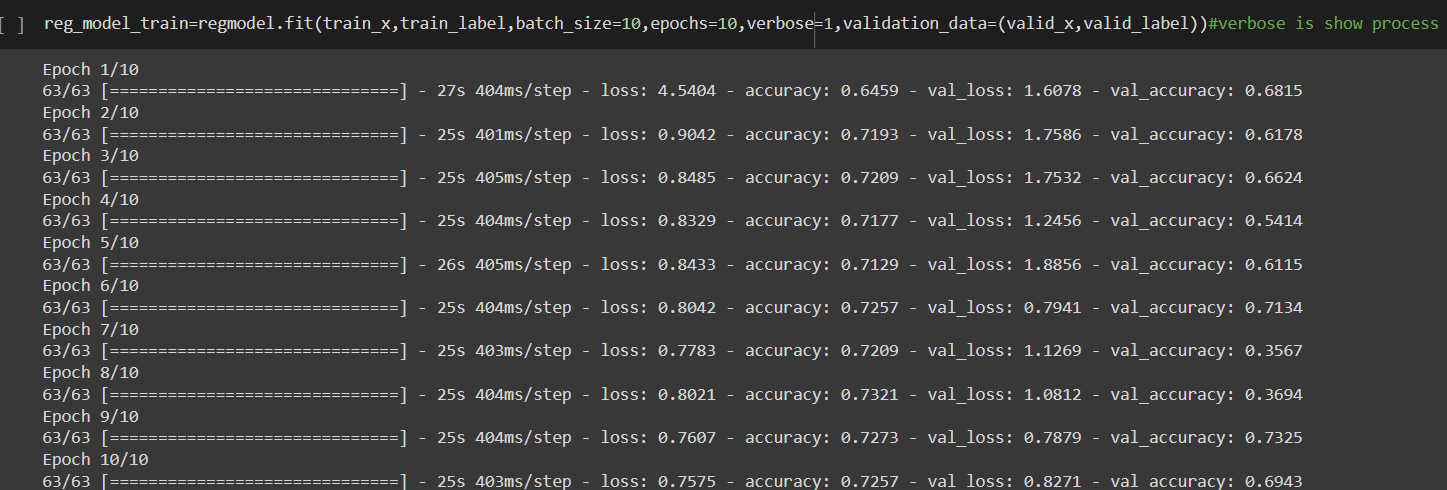 [ ] reg_model_train=regmodel.fit(train_x,train_label,batch_size=10,epochs=10,verbose=1,validation_data=(valid_x,valid_label))#verbose is show process
Epoch 1/10
63/63 [==============================] - 27s 404ms/step - loss: 4.5404 - accuracy: 0.6459 - val_loss: 1.6078 - val_accuracy: 0.6815
Epoch 2/10
63/63 [==============================] - 25s 401ms/step - loss: 0.9042 - accuracy: 0.7193 - val_loss: 1.7586 - val_accuracy: 0.6178
Epoch 3/10
63/63 [==============================] - 25s 405ms/step - loss: 0.8485 - accuracy: 0.7209 - val_loss: 1.7532 - val_accuracy: 0.6624
Epoch 4/10
63/63 [==============================] - 25s 404ms/step - loss: 0.8329 - accuracy: 0.7177 - val_loss: 1.2456 - val_accuracy: 0.5414
Epoch 5/10
63/63 [==============================] - 26s 405ms/step - loss: 0.8433 - accuracy: 0.7129 - val_loss: 1.8856 - val_accuracy: 0.6115
Epoch 6/10
63/63 [==============================] - 25s 404ms/step - loss: 0.8042 - accuracy: 0.7257 - val_loss: 0.7941 - val_accuracy: 0.7134
Epoch 7/10
63/63 [==============================] - 25s 403ms/step - loss: 0.7783 - accuracy: 0.7209 - val_loss: 1.1269 - val_accuracy: 0.3567
Epoch 8/10
63/63 [==============================] - 25s 404ms/step - loss: 0.8021 - accuracy: 0.7321 - val_loss: 1.0812 - val_accuracy: 0.3694
Epoch 9/10
63/63 [==============================] - 25s 404ms/step - loss: 0.7607 - accuracy: 0.7273 - val_loss: 0.7879 - val_accuracy: 0.7325
Epoch 10/10
63/63 [==============================] - 25s 403ms/step - loss: 0.7575 - accuracy: 0.7257 - val_loss: 0.8271 - val_accuracy: 0.6943